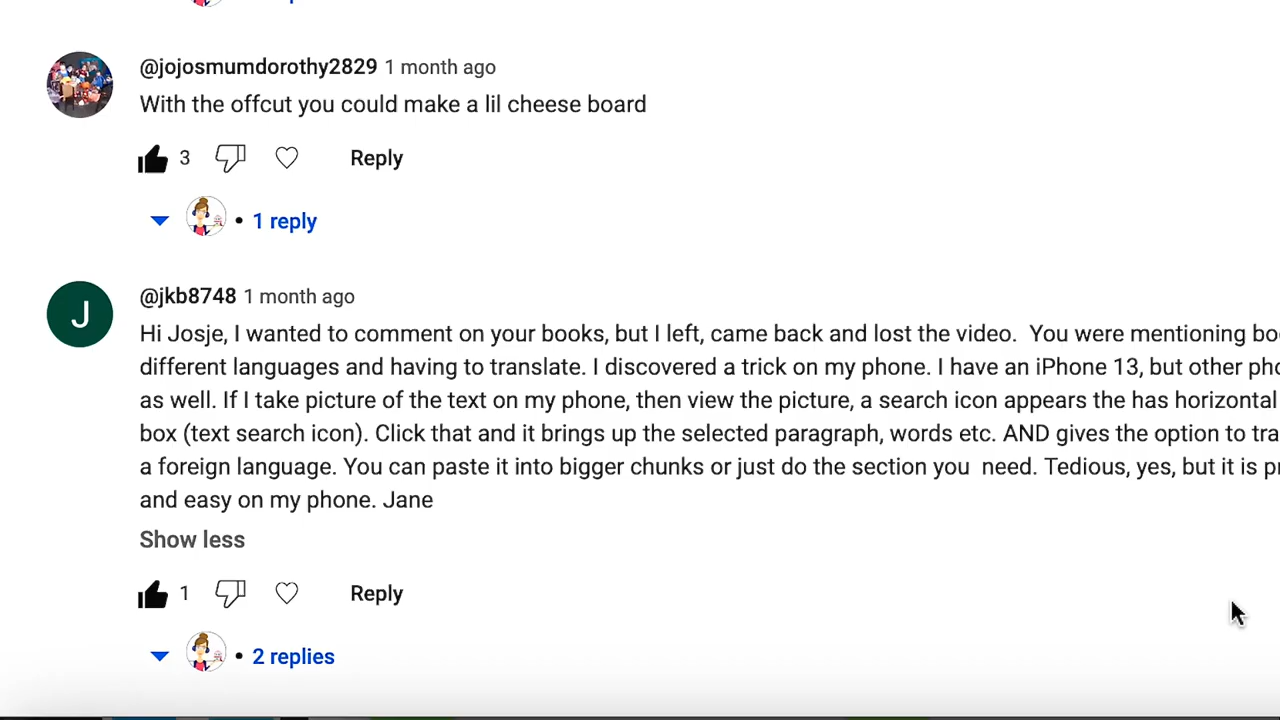 @jojosmumdorothy2829 1 month ago
With the offcut you could make a lil cheese board
3 Reply
• 1 reply
J
@jkb8748 1 month ago
Hi Josje, I wanted to comment on your books, but I left, came back and lost the video. You were mentioning
different languages and having to translate. I discovered a trick on my phone. I have an iPhone 13, but other
as well. If I take picture of the text on my phone, then view the picture, a search icon appears the has horizontal
box (text search icon). Click that and it brings up the selected paragraph, words etc. AND gives the option to
a foreign language. You can paste it into bigger chunks or just do the section you need. Tedious, yes, but it is
and easy on my phone. Jane
Show less
1 Reply
• 2 replies